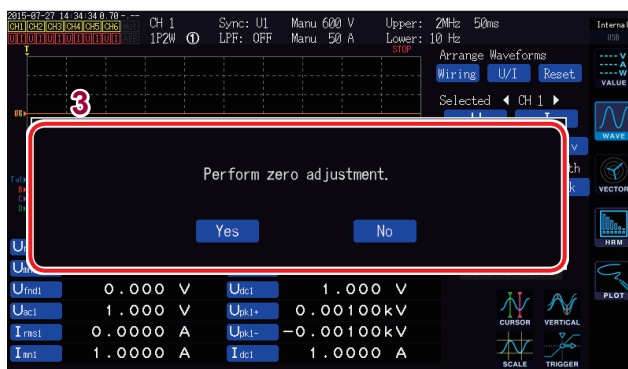 2015-07-27 14:34:34 0.70 -.--
CH 1 Sync: U1 Manu 600 V Upper: 2MHz 50ms Internal
CH1 CH2 CH3 CH4 CH5 CH6 USB
U I U I U I U I U I U I 1P2W ① LPF: OFF Manu 50 A Lower: 10 Hz
STOP
Arrange Waveforms
Wiring U/I Reset
VALUE
Selected ◀ CH 1 ▶
3
WAVE
Perform zero adjustment.
Yes No
VECTOR
HRM
Ufnd1 0.000 V Udc1 1.000 V
PLOT
Uac1 1.000 V Upk1+ 0.00100kV
CURSOR VERTICAL
Irms1 0.0000 A Upk1- -0.00100kV
Imn1 1.0000 A Idc1 1.0000 A
SCALE TRIGGER